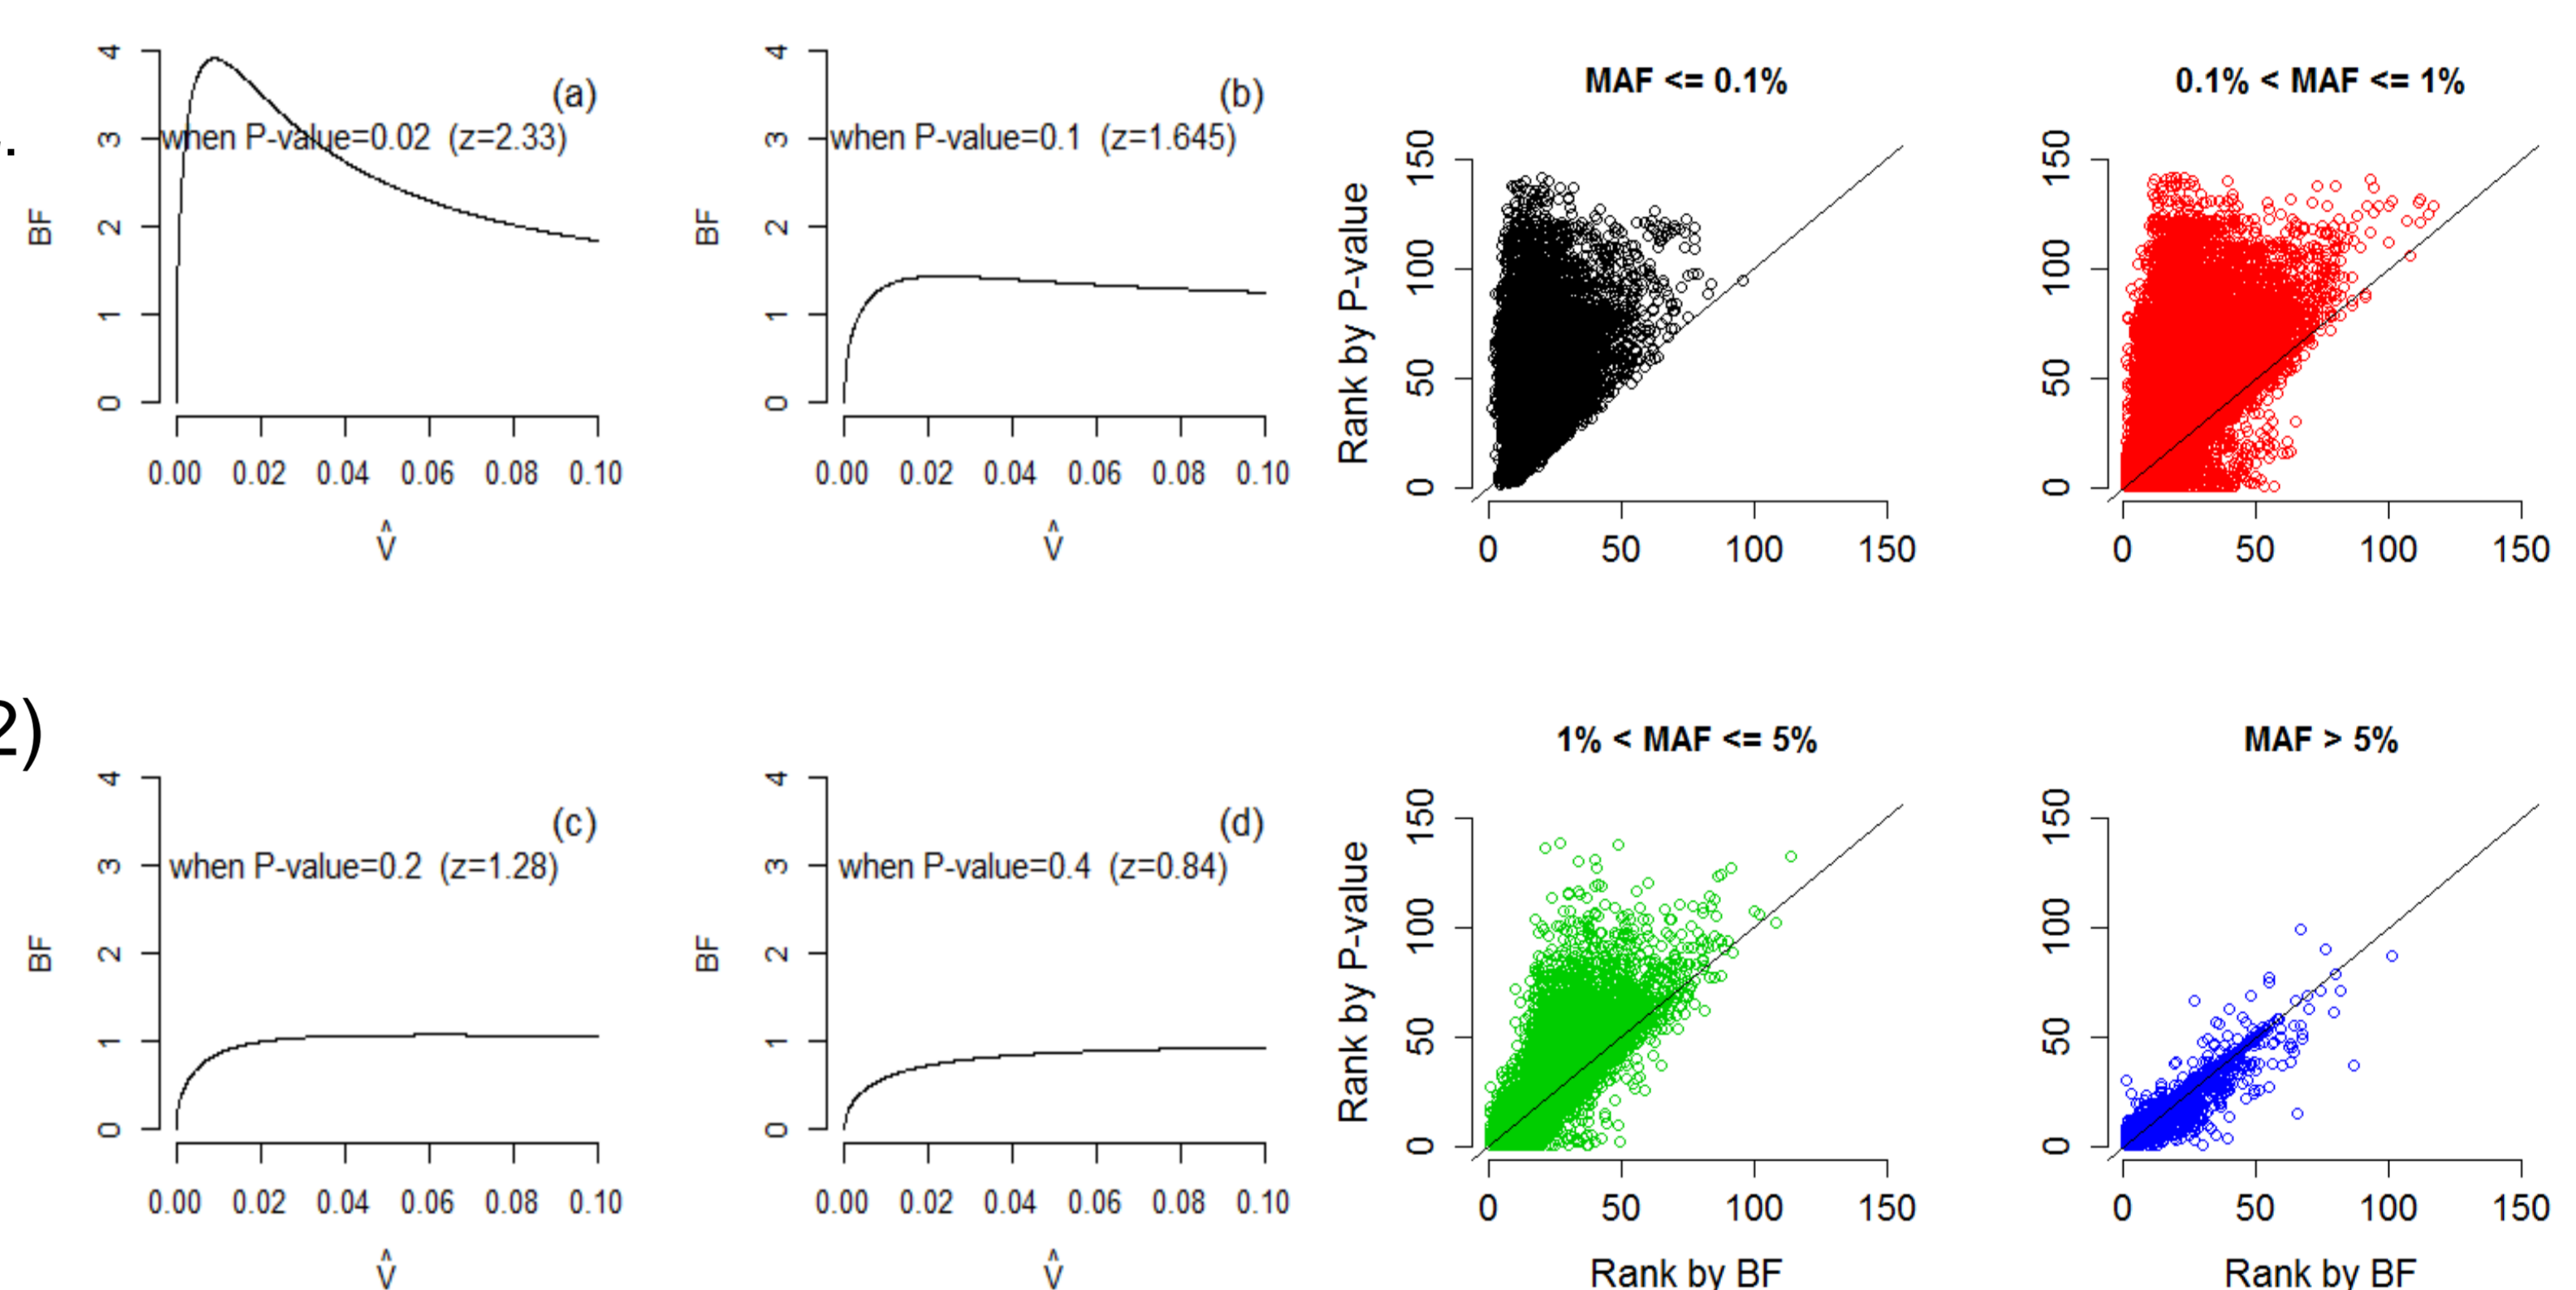 .
2)
4
3
2
1
0
BF
(a)
when P-value=0.02 (z=2.33)
0.00 0.02 0.04 0.06 0.08 0.10
^
V
4
3
2
1
0
BF
(b)
when P-value=0.1 (z=1.645)
0.00 0.02 0.04 0.06 0.08 0.10
^
V
MAF <= 0.1%
Rank by P-value
150
100
50
0
0 50 100 150
0.1% < MAF <= 1%
150
100
50
0
0 50 100 150
4
3
2
1
0
BF
(c)
when P-value=0.2 (z=1.28)
0.00 0.02 0.04 0.06 0.08 0.10
^
V
4
3
2
1
0
BF
(d)
when P-value=0.4 (z=0.84)
0.00 0.02 0.04 0.06 0.08 0.10
^
V
1% < MAF <= 5%
Rank by P-value
150
100
50
0
0 50 100 150
Rank by BF
MAF > 5%
150
100
50
0
0 50 100 150
Rank by BF